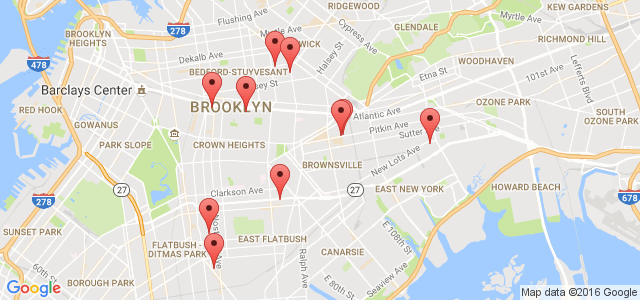 KEW GARDENS
RIDGEWOOD
GLENDALE
Myrtle Ave
BROOKLYN HEIGHTS
Flushing Ave
Myrtle Ave
Cypress Ave
278
678
RICHMOND HILL
Dekalb Ave
WICK
Halsey St
WOODHAVEN
Lefferts Blvd
478
BEDFORD-STUYVESANT
Etna St
101st Ave
Barclays Center
sey St
BROOKLYN
Atlantic Ave
OZONE PARK
RED HOOK
GOWANUS
Pitkin Ave
Sutter Ave
SOUTH OZONE PARK
PARK SLOPE
CROWN HEIGHTS
BROWNSVILLE
New Lots Ave
278
27
Clarkson Ave
27
EAST NEW YORK
HOWARD BEACH
678
SUNSET PARK
Nos
FLATBUSH - DITMAS PARK
Ave
EAST FLATBUSH
CANARSIE
E 108th St
Ralph Ave
60th St
BOROUGH PARK
E 80th St
Seaview Ave
Google
Map data ©2016 Google